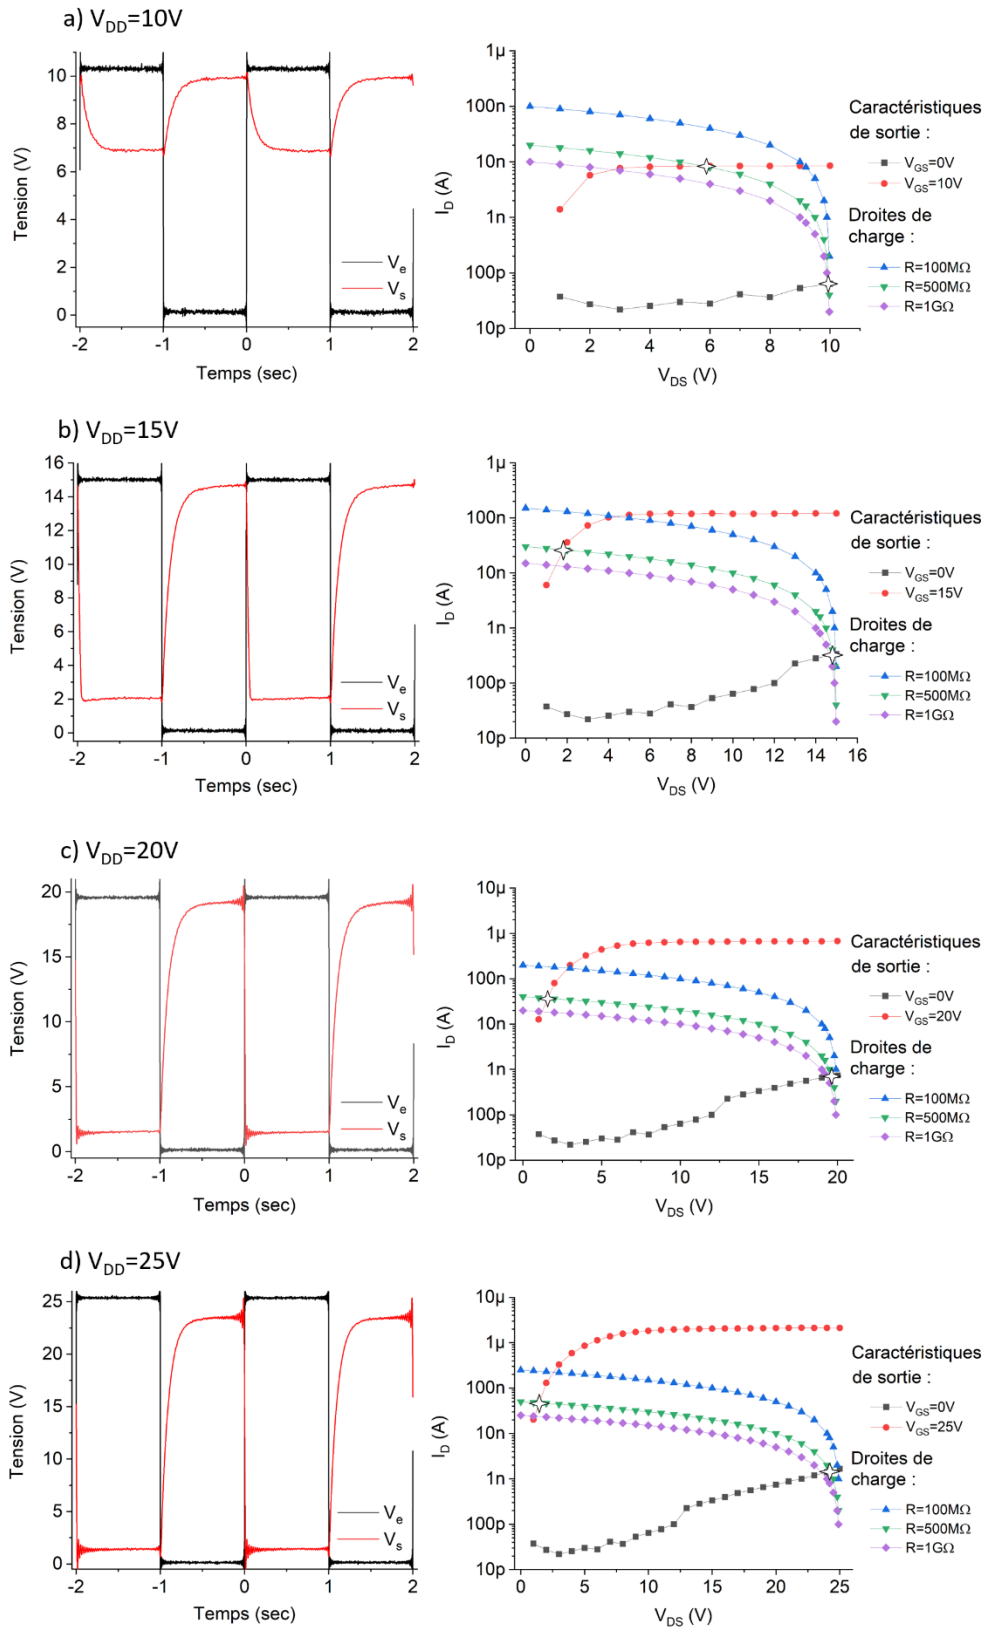 a) V_DD=10V
Tension (V)
10
8
6
4
2
0
-2
-1
0
1
2
Temps (sec)
V_e
V_s
I_D (A)
1µ
100n
10n
1n
100p
10p
0
2
4
6
8
10
V_DS (V)
Caractéristiques
de sortie :
V_GS=0V
V_GS=10V
Droites de
charge :
R=100MΩ
R=500MΩ
R=1GΩ
b) V_DD=15V
Tension (V)
16
14
12
10
8
6
4
2
0
-2
-1
0
1
2
Temps (sec)
V_e
V_s
I_D (A)
1µ
100n
10n
1n
100p
10p
0
2
4
6
8
10
12
14
16
V_DS (V)
Caractéristiques
de sortie :
V_GS=0V
V_GS=15V
Droites de
charge :
R=100MΩ
R=500MΩ
R=1GΩ
c) V_DD=20V
Tension (V)
20
15
10
5
0
-2
-1
0
1
2
Temps (sec)
V_e
V_s
I_D (A)
10µ
1µ
100n
10n
1n
100p
10p
0
5
10
15
20
V_DS (V)
Caractéristiques
de sortie :
V_GS=0V
V_GS=20V
Droites de
charge :
R=100MΩ
R=500MΩ
R=1GΩ
d) V_DD=25V
Tension (V)
25
20
15
10
5
0
-2
-1
0
1
2
Temps (sec)
V_e
V_s
I_D (A)
10µ
1µ
100n
10n
1n
100p
10p
0
5
10
15
20
25
V_DS (V)
Caractéristiques
de sortie :
V_GS=0V
V_GS=25V
Droites de
charge :
R=100MΩ
R=500MΩ
R=1GΩ